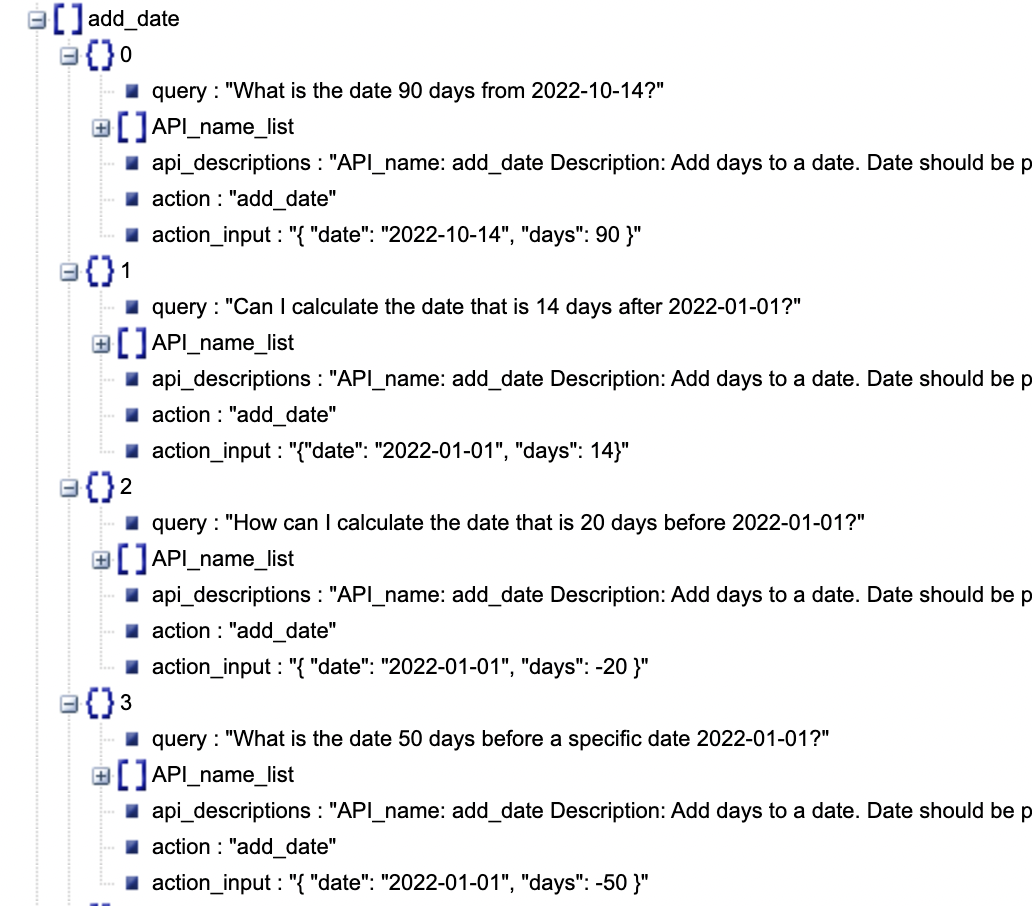 add_date
0
query : "What is the date 90 days from 2022-10-14?"
API_name_list
api_descriptions : "API_name: add_date Description: Add days to a date. Date should be p
action : "add_date"
action_input : "{ "date": "2022-10-14", "days": 90 }"
1
query : "Can I calculate the date that is 14 days after 2022-01-01?"
API_name_list
api_descriptions : "API_name: add_date Description: Add days to a date. Date should be p
action : "add_date"
action_input : "{"date": "2022-01-01", "days": 14}"
2
query : "How can I calculate the date that is 20 days before 2022-01-01?"
API_name_list
api_descriptions : "API_name: add_date Description: Add days to a date. Date should be p
action : "add_date"
action_input : "{ "date": "2022-01-01", "days": -20 }"
3
query : "What is the date 50 days before a specific date 2022-01-01?"
API_name_list
api_descriptions : "API_name: add_date Description: Add days to a date. Date should be p
action : "add_date"
action_input : "{ "date": "2022-01-01", "days": -50 }"